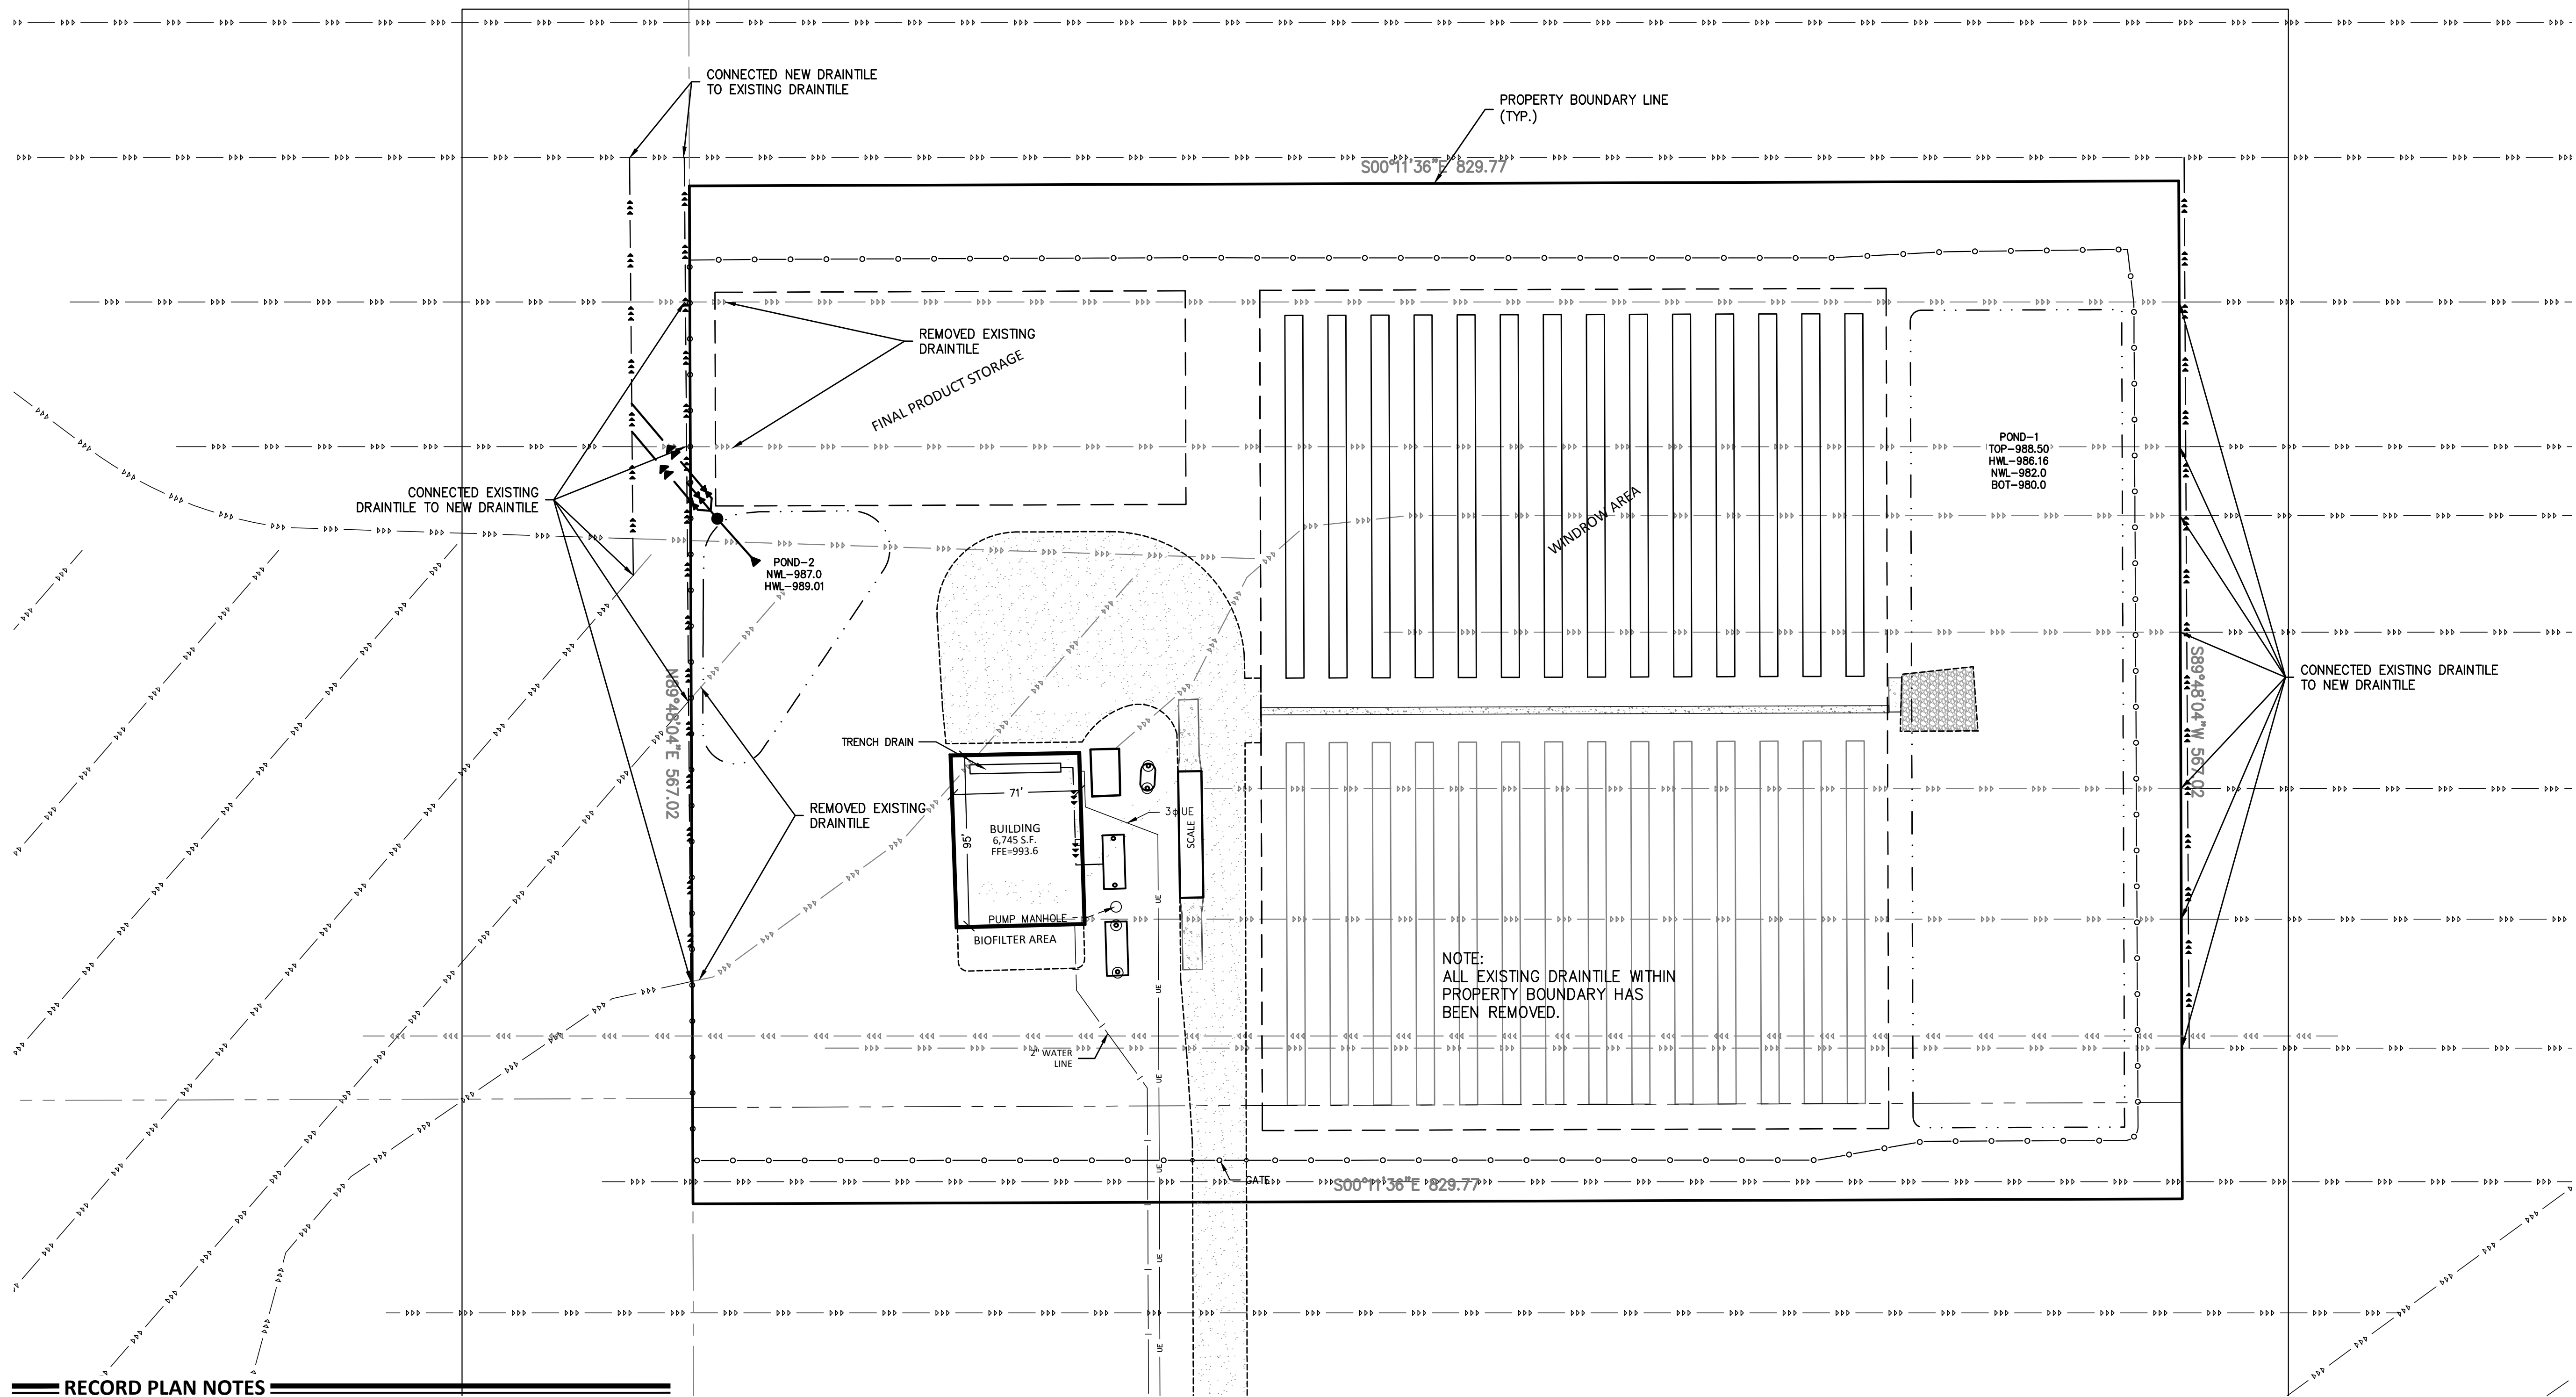 CONNECTED NEW DRAINTILE
TO EXISTING DRAINTILE
PROPERTY BOUNDARY LINE
(TYP.)
S00°11'36"E 829.77
REMOVED EXISTING
DRAINTILE
FINAL PRODUCT STORAGE
CONNECTED EXISTING
DRAINTILE TO NEW DRAINTILE
POND-2
NWL-987.0
HWL-989.01
WINDROW AREA
POND-1
TOP-988.50
HWL-986.16
NWL-982.0
BOT-980.0
N89°48'04"E 567.02
S89°48'04"W 567.02
CONNECTED EXISTING DRAINTILE
TO NEW DRAINTILE
TRENCH DRAIN
71'
95'
BUILDING
6,745 S.F.
FFE=993.6
3ϕ UE
SCALE
REMOVED EXISTING
DRAINTILE
PUMP MANHOLE
BIOFILTER AREA
UE
UE
UE
UE
UE
UE
NOTE:
ALL EXISTING DRAINTILE WITHIN
PROPERTY BOUNDARY HAS
BEEN REMOVED.
2" WATER
LINE
GATE
S00°11'36"E 829.77
RECORD PLAN NOTES